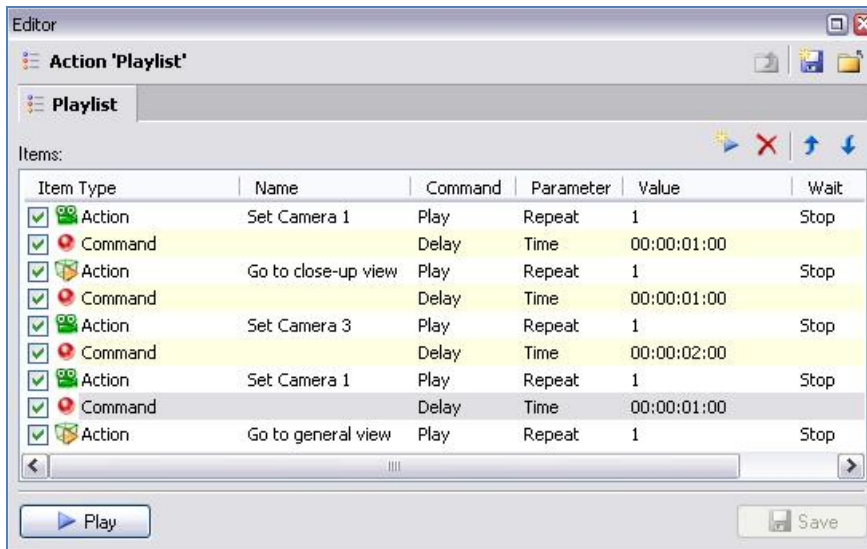 Editor
Action 'Playlist'
Playlist
Items:
Item Type Name Command Parameter Value Wait
Action Set Camera 1 Play Repeat 1 Stop
Command Delay Time 00:00:01:00
Action Go to close-up view Play Repeat 1 Stop
Command Delay Time 00:00:01:00
Action Set Camera 3 Play Repeat 1 Stop
Command Delay Time 00:00:02:00
Action Set Camera 1 Play Repeat 1 Stop
Command Delay Time 00:00:01:00
Action Go to general view Play Repeat 1 Stop
Play Save